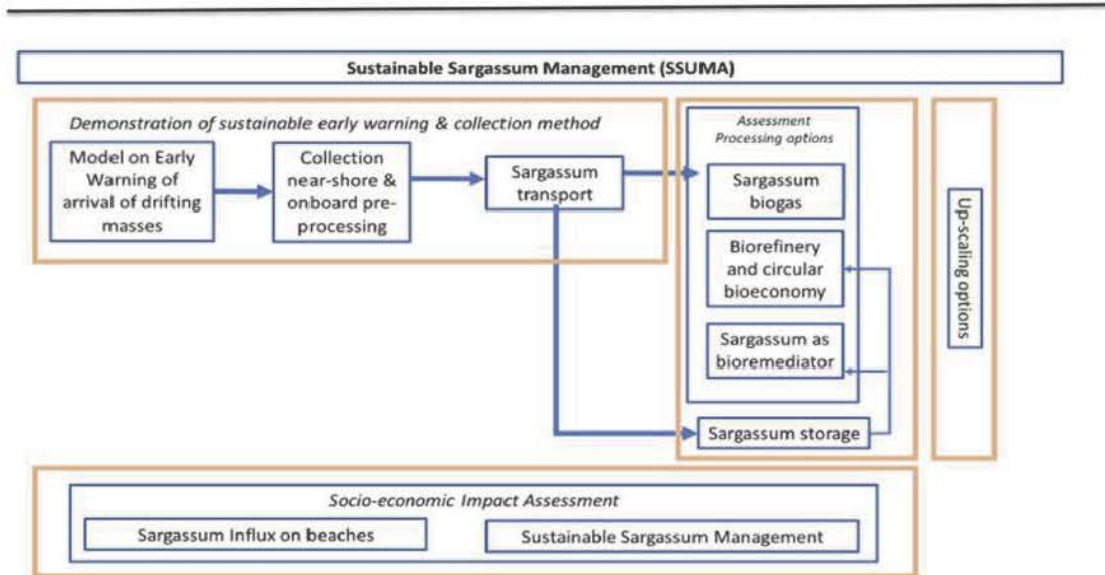 Sustainable Sargassum Management (SSUMA)
Demonstration of sustainable early warning & collection method
Model on Early
Warning of
arrival of drifting
masses
Collection
near-shore &
onboard pre-
processing
Sargassum
transport
Assessment
Processing options
Sargassum
biogas
Biorefinery
and circular
bioeconomy
Sargassum as
bioremediator
Sargassum storage
Up-scaling options
Socio-economic Impact Assessment
Sargassum Influx on beaches
Sustainable Sargassum Management